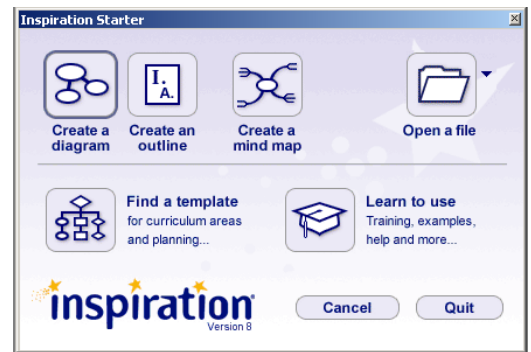 Inspiration Starter
I.
A.
Create a
diagram
Create an
outline
Create a
mind map
Open a file
Find a template
for curriculum areas
and planning...
Learn to use
Training, examples,
help and more...
inspiration®
Version 8
Cancel
Quit